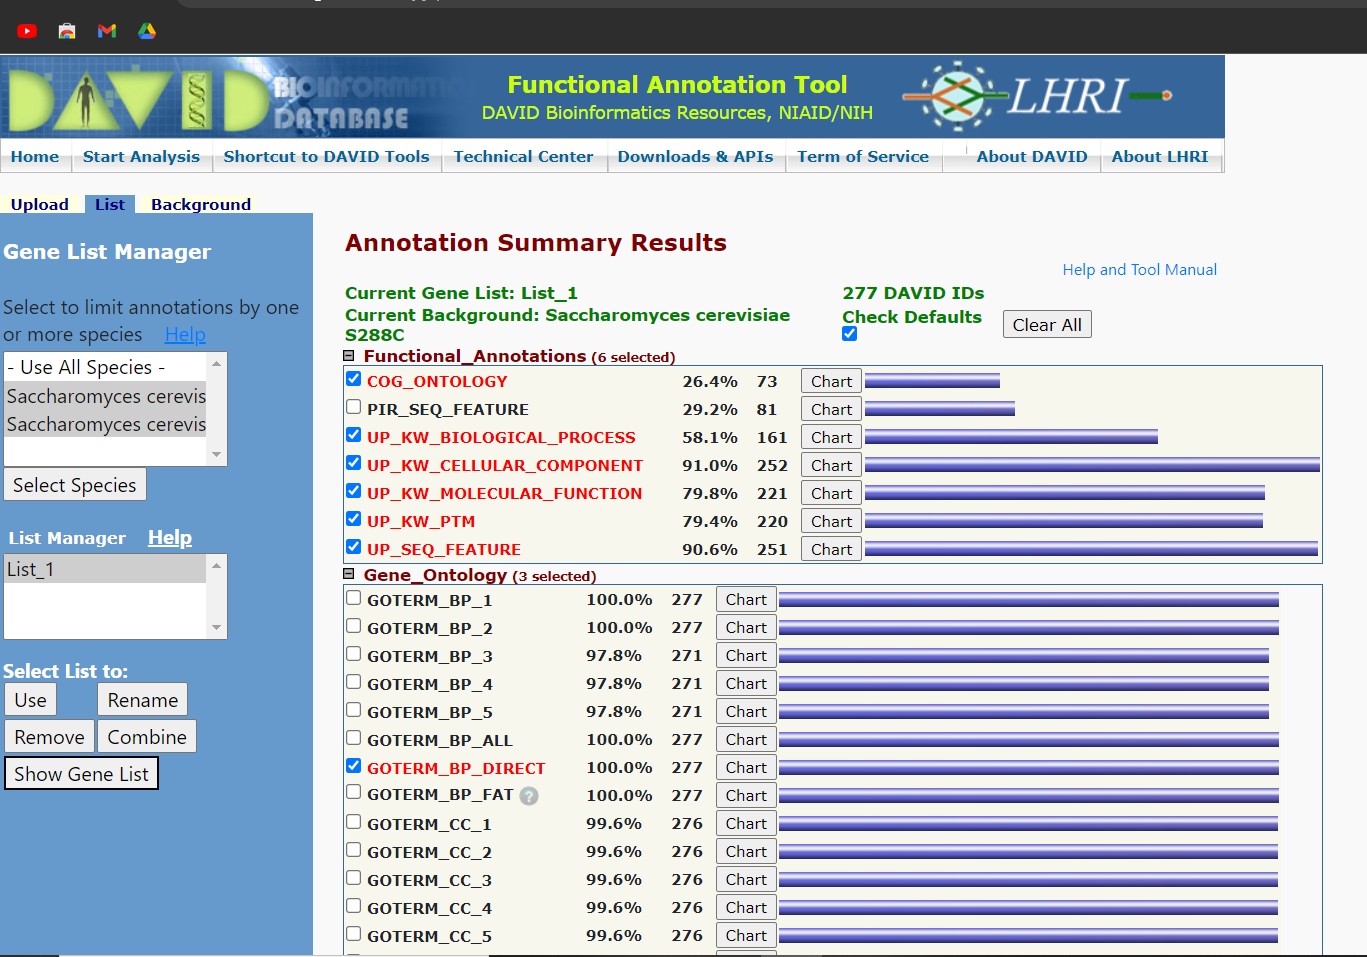 DAVID BIOINFORMATICS DATABASE
Functional Annotation Tool
DAVID Bioinformatics Resources, NIAID/NIH
LHRI
Home Start Analysis Shortcut to DAVID Tools Technical Center Downloads & APIs Term of Service About DAVID About LHRI
Upload List Background
Gene List Manager
Select to limit annotations by one
or more species Help
- Use All Species -
Saccharomyces cerevis
Saccharomyces cerevis
Select Species
List Manager Help
List_1
Select List to:
Use Rename
Remove Combine
Show Gene List
Annotation Summary Results
Help and Tool Manual
Current Gene List: List_1 277 DAVID IDs
Current Background: Saccharomyces cerevisiae
S288C
Check Defaults Clear All
Functional_Annotations (6 selected)
COG_ONTOLOGY 26.4% 73 Chart
PIR_SEQ_FEATURE 29.2% 81 Chart
UP_KW_BIOLOGICAL_PROCESS 58.1% 161 Chart
UP_KW_CELLULAR_COMPONENT 91.0% 252 Chart
UP_KW_MOLECULAR_FUNCTION 79.8% 221 Chart
UP_KW_PTM 79.4% 220 Chart
UP_SEQ_FEATURE 90.6% 251 Chart
Gene_Ontology (3 selected)
GOTERM_BP_1 100.0% 277 Chart
GOTERM_BP_2 100.0% 277 Chart
GOTERM_BP_3 97.8% 271 Chart
GOTERM_BP_4 97.8% 271 Chart
GOTERM_BP_5 97.8% 271 Chart
GOTERM_BP_ALL 100.0% 277 Chart
GOTERM_BP_DIRECT 100.0% 277 Chart
GOTERM_BP_FAT ? 100.0% 277 Chart
GOTERM_CC_1 99.6% 276 Chart
GOTERM_CC_2 99.6% 276 Chart
GOTERM_CC_3 99.6% 276 Chart
GOTERM_CC_4 99.6% 276 Chart
GOTERM_CC_5 99.6% 276 Chart